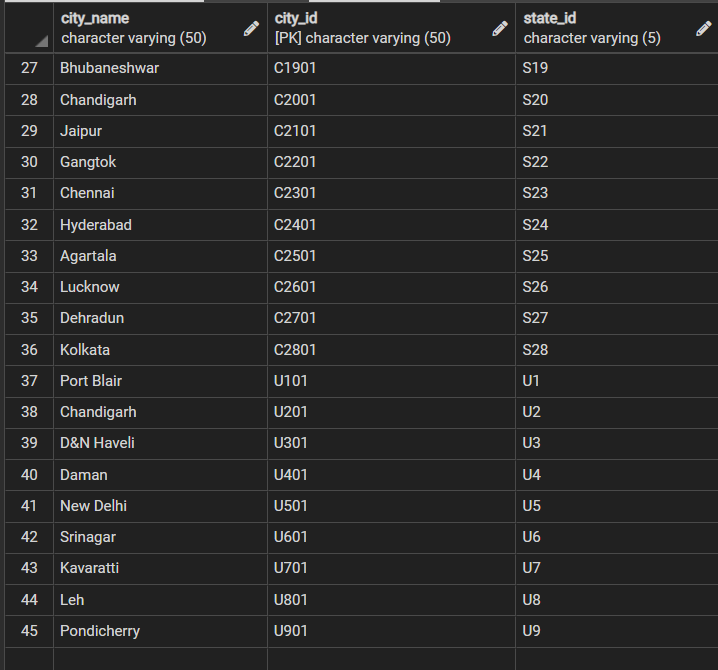 city_name city_id state_id
character varying (50) [PK] character varying (50) character varying (5)
27 Bhubaneshwar C1901 S19
28 Chandigarh C2001 S20
29 Jaipur C2101 S21
30 Gangtok C2201 S22
31 Chennai C2301 S23
32 Hyderabad C2401 S24
33 Agartala C2501 S25
34 Lucknow C2601 S26
35 Dehradun C2701 S27
36 Kolkata C2801 S28
37 Port Blair U101 U1
38 Chandigarh U201 U2
39 D&N Haveli U301 U3
40 Daman U401 U4
41 New Delhi U501 U5
42 Srinagar U601 U6
43 Kavaratti U701 U7
44 Leh U801 U8
45 Pondicherry U901 U9